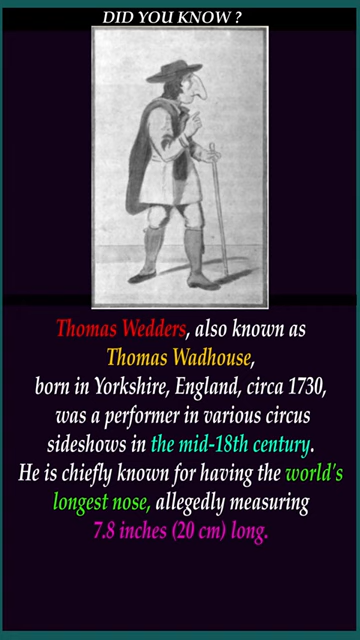 DID YOU KNOW ?
Thomas Wedders, also known as
Thomas Wadhouse,
born in Yorkshire, England, circa 1730,
was a performer in various circus
sideshows in the mid-18th century.
He is chiefly known for having the world's
longest nose, allegedly measuring
7.8 inches (20 cm) long.